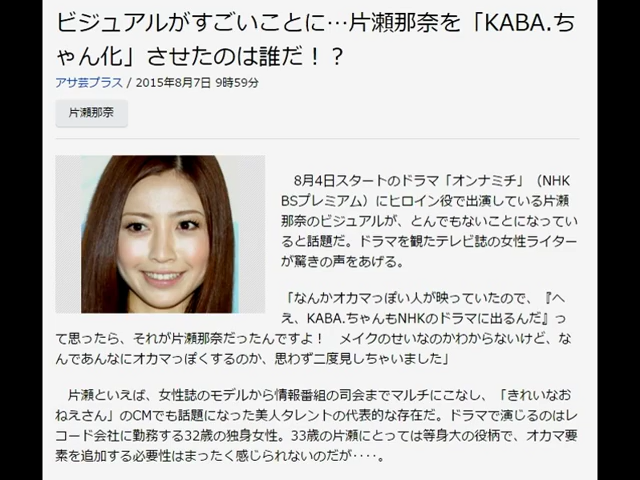 ビジュアルがすごいことに…片瀬那奈を「KABA.ち
ゃん化」させたのは誰だ！？
アサ芸プラス / 2015年8月7日 9時59分
片瀬那奈
8月4日スタートのドラマ「オンナミチ」（NHK
BSプレミアム）にヒロイン役で出演している片瀬
那奈のビジュアルが、とんでもないことになってい
ると話題だ。ドラマを観たテレビ誌の女性ライター
が驚きの声をあげる。
「なんかオカマっぽい人が映っていたので、『へ
え、KABA.ちゃんもNHKのドラマに出るんだ』っ
て思ったら、それが片瀬那奈だったんですよ！　メイクのせいなのかわからないけど、な
んであんなにオカマっぽくするのか、思わず二度見しちゃいました」
片瀬といえば、女性誌のモデルから情報番組の司会までマルチにこなし、「きれいなお
ねえさん」のCMでも話題になった美人タレントの代表的な存在だ。ドラマで演じるのはレ
コード会社に勤務する32歳の独身女性。33歳の片瀬にとっては等身大の役柄で、オカマ要
素を追加する必要性はまったく感じられないのだが‥‥。